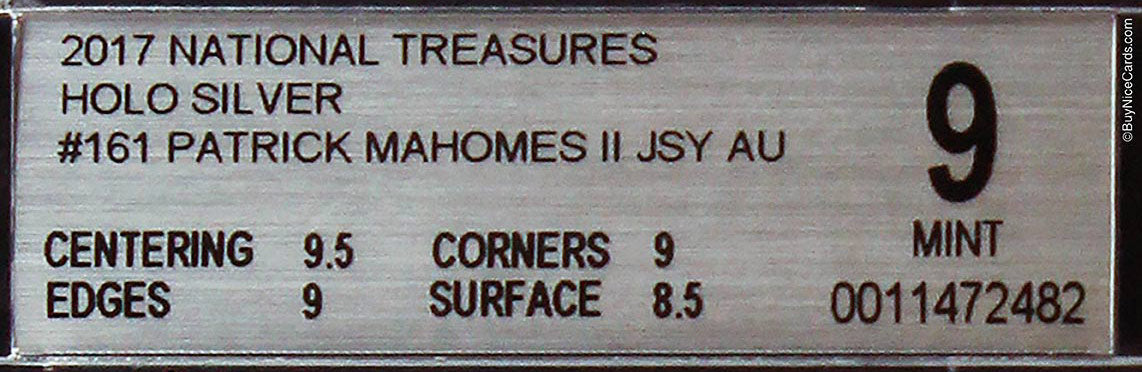 2017 NATIONAL TREASURES
HOLO SILVER
#161 PATRICK MAHOMES II JSY AU
9
MINT
CENTERING 9.5 CORNERS 9
EDGES 9 SURFACE 8.5
0011472482
©BuyNiceCards.com